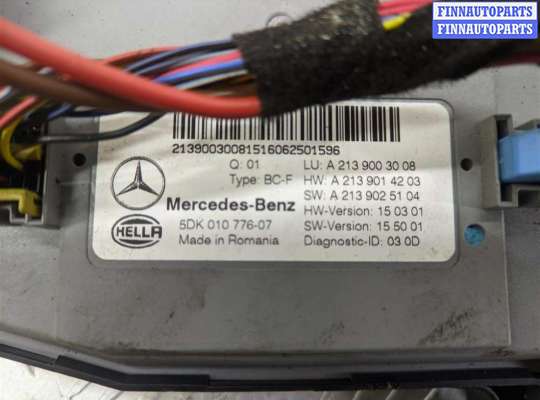 FINNAUTOPARTS
FINNAUTOPARTS
2139003008151606250 1596
Q: 01 LU: A 213 900 30 08
Type: BC-F HW: A 213 901 42 03
SW: A 213 902 51 04
Mercedes-Benz HW-Version: 15 03 01
HELLA 5DK 010 776-07 SW-Version: 15 50 01
Made in Romania Diagnostic-ID: 03 0D